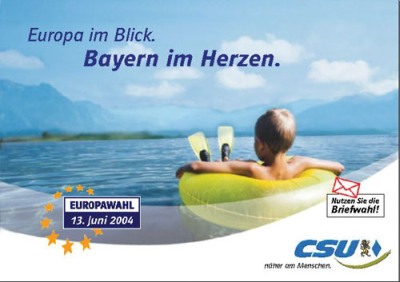 Europa im Blick.
Bayern im Herzen.
EUROPAWAHL
13. Juni 2004
Nutzen Sie die
Briefwahl!
CSU
näher am Menschen.